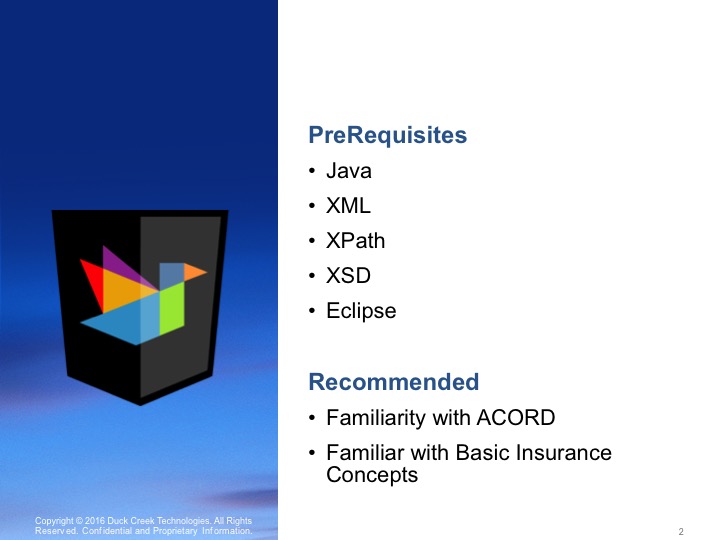 PreRequisites
• Java
• XML
• XPath
• XSD
• Eclipse
Recommended
• Familiarity with ACORD
• Familiar with Basic Insurance
Concepts
Copyright © 2016 Duck Creek Technologies. All Rights
Reserved. Confidential and Proprietary Information.
2